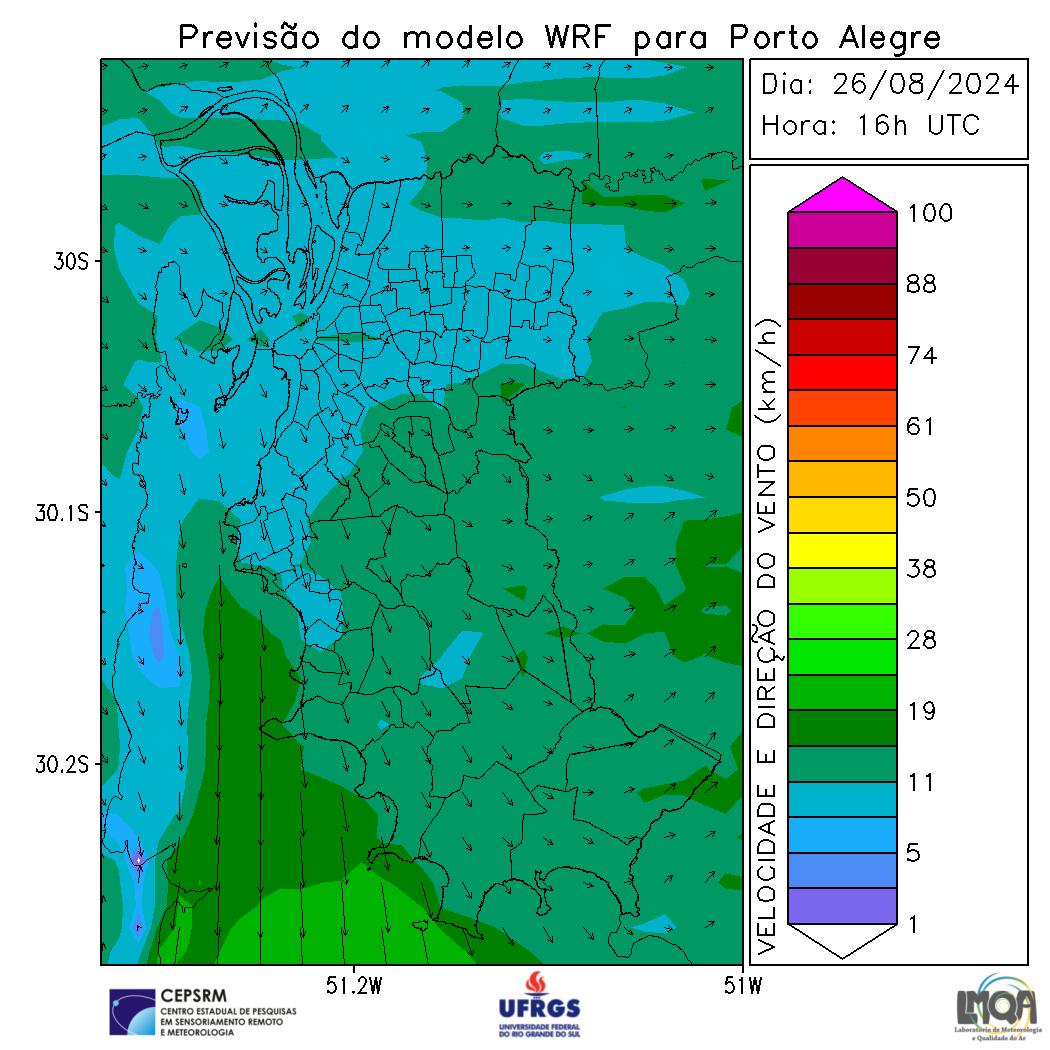 Previsão do modelo WRF para Porto Alegre
Dia: 26/08/2024
Hora: 16h UTC
30S
30.1S
30.2S
51.2W
51W
VELOCIDADE E DIREÇÃO DO VENTO (km/h)
100
88
74
61
50
38
28
19
11
5
1
CEPSRM
CENTRO ESTADUAL DE PESQUISAS
EM SENSORIAMENTO REMOTO
E METEOROLOGIA
UFRGS
UNIVERSIDADE FEDERAL
DO RIO GRANDE DO SUL
LMQA
Laboratório de Meteorologia
e Qualidade do Ar